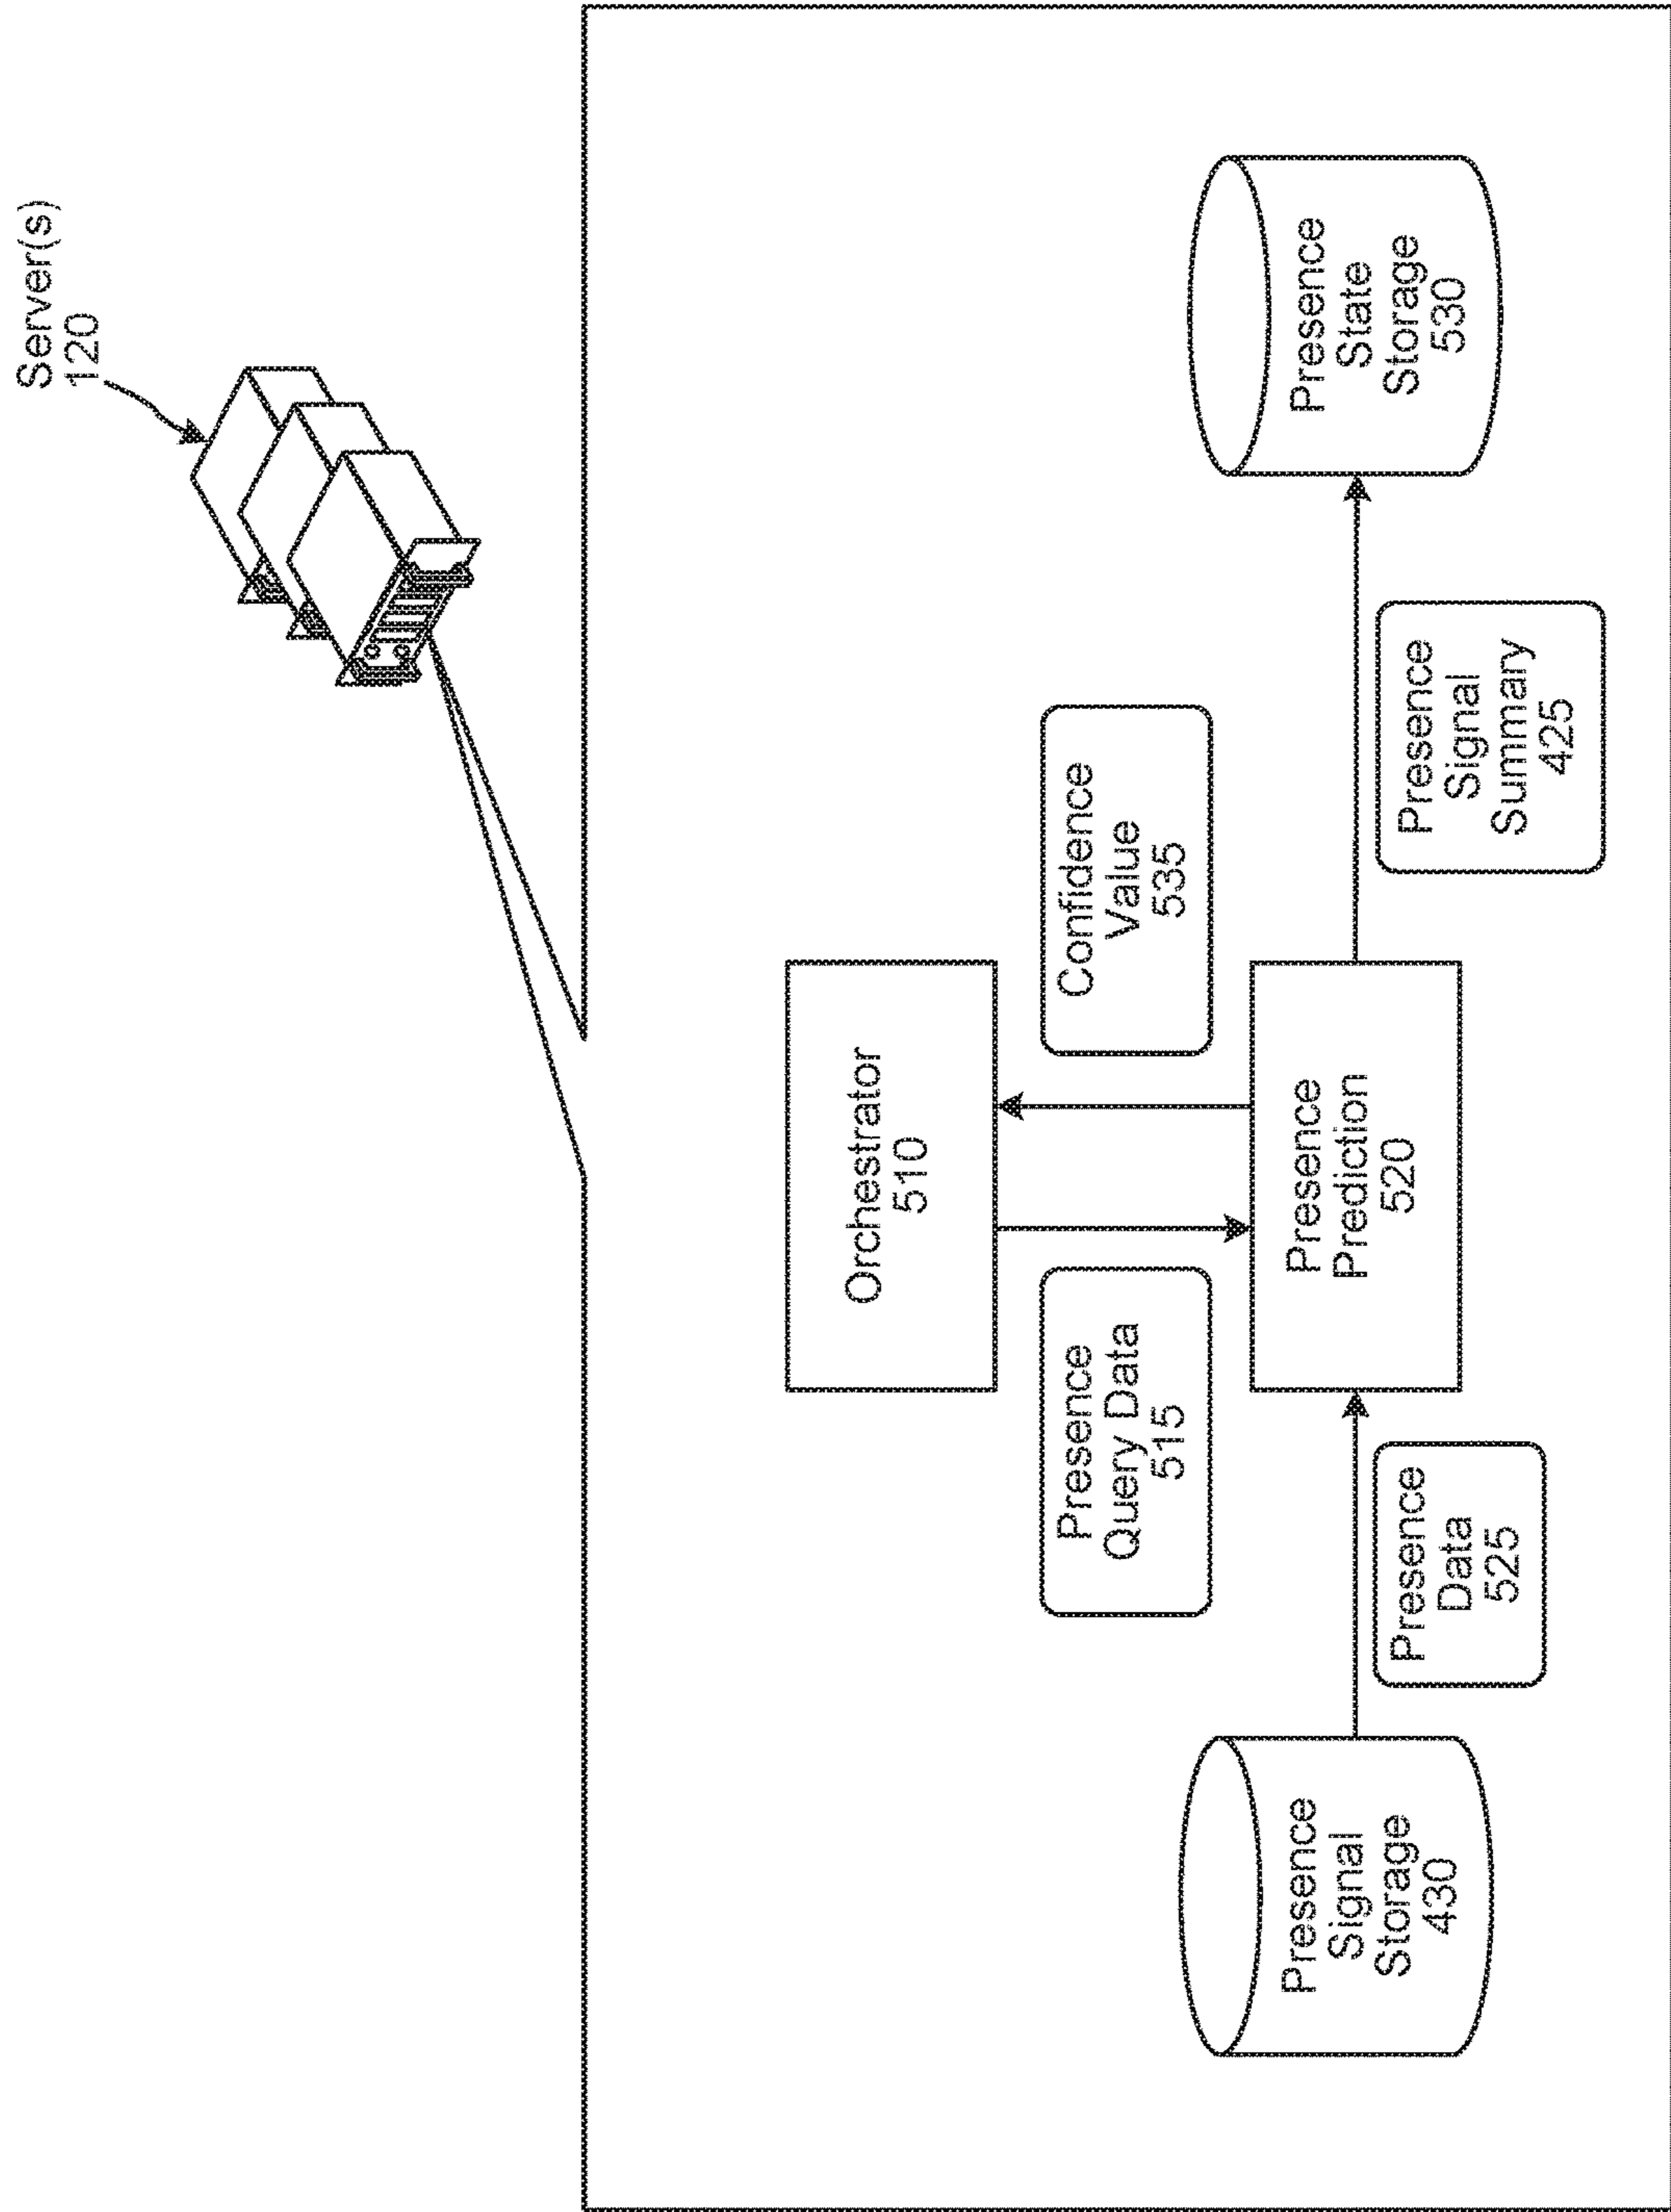 Server(s)
120
Orchestrator
510
Presence
Query Data
515
Confidence
Value
535
Presence
Signal
Storage
430
Presence
Data
525
Presence
Prediction
520
Presence
Signal
Summary
425
Presence
State
Storage
530